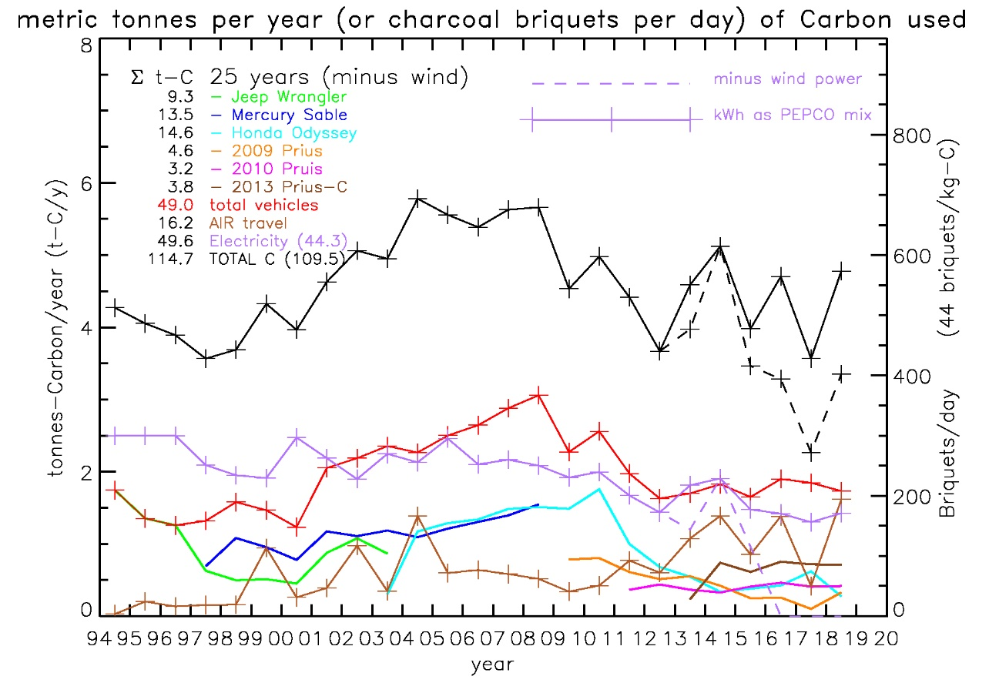 metric tonnes per year (or charcoal briquets per day) of Carbon used
8
6
4
2
0
tonnes-Carbon/year (t-C/y)
Σ t-C 25 years (minus wind)
9.3 - Jeep Wrangler
13.5 - Mercury Sable
14.6 - Honda Odyssey
4.6 - 2009 Prius
3.2 - 2010 Pruis
3.8 - 2013 Prius-C
49.0 total vehicles
16.2 AIR travel
49.6 Electricity (44.3)
114.7 TOTAL C (109.5)
minus wind power
kWh as PEPCO mix
800
600
400
200
0
Briquets/day (44 briquets/kg-C)
94 95 96 97 98 99 00 01 02 03 04 05 06 07 08 09 10 11 12 13 14 15 16 17 18 19 20
year